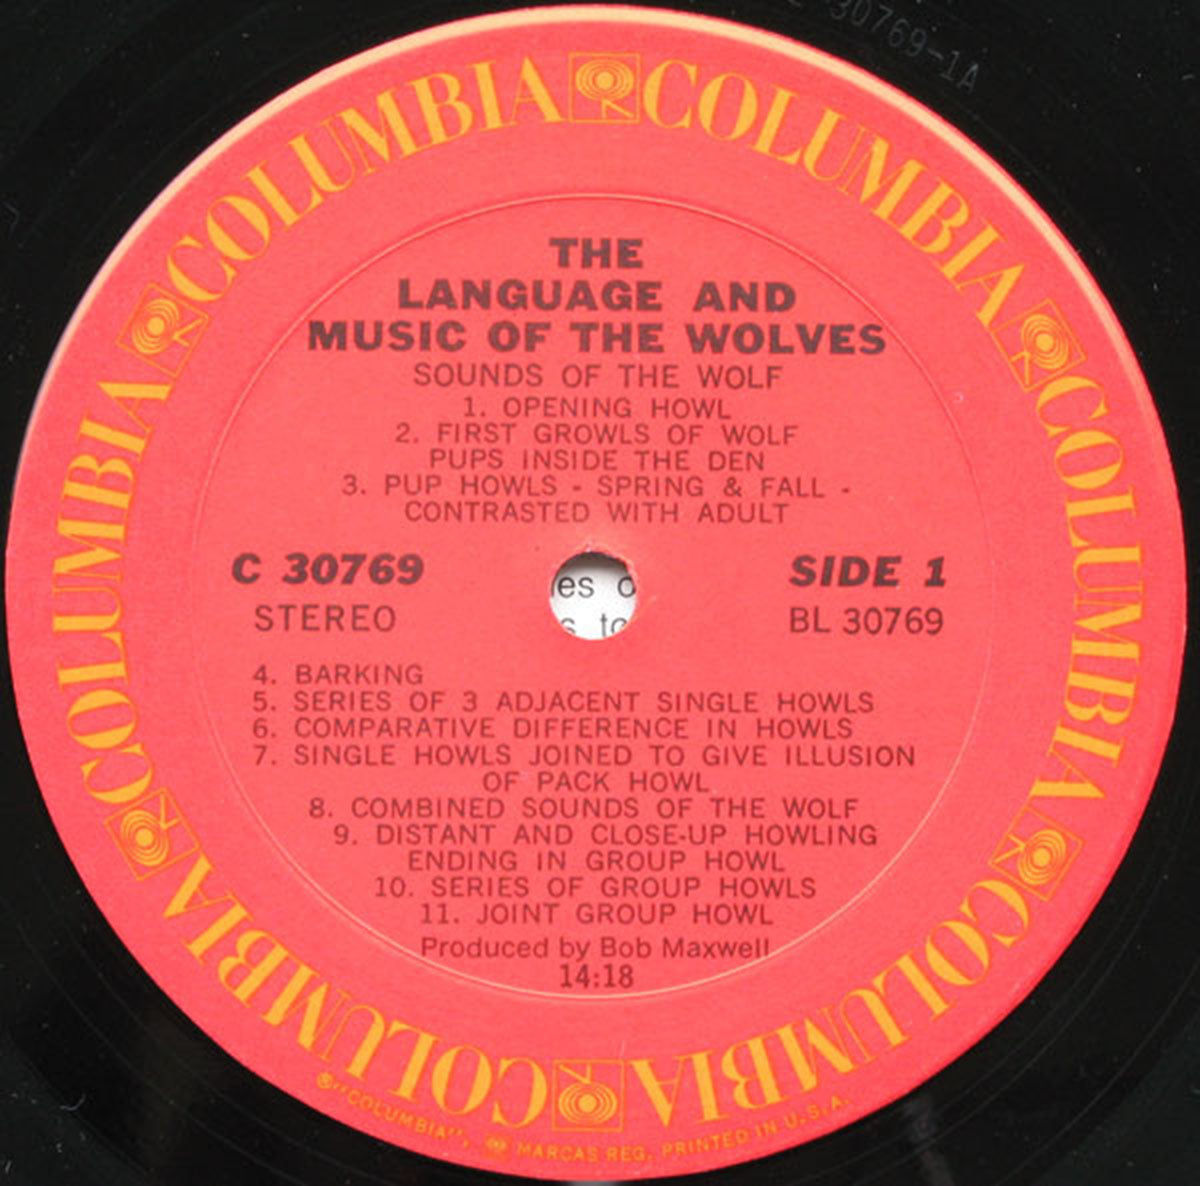 30769-1A
COLUMBIA COLUMBIA COLUMBIA COLUMBIA COLUMBIA COLUMBIA
THE
LANGUAGE AND
MUSIC OF THE WOLVES
SOUNDS OF THE WOLF
1. OPENING HOWL
2. FIRST GROWLS OF WOLF
PUPS INSIDE THE DEN
3. PUP HOWLS - SPRING & FALL -
CONTRASTED WITH ADULT
C 30769
STEREO
SIDE 1
BL 30769
4. BARKING
5. SERIES OF 3 ADJACENT SINGLE HOWLS
6. COMPARATIVE DIFFERENCE IN HOWLS
7. SINGLE HOWLS JOINED TO GIVE ILLUSION
OF PACK HOWL
8. COMBINED SOUNDS OF THE WOLF
9. DISTANT AND CLOSE-UP HOWLING
ENDING IN GROUP HOWL
10. SERIES OF GROUP HOWLS
11. JOINT GROUP HOWL
Produced by Bob Maxwell
14:18
®"COLUMBIA", MARCAS REG. PRINTED IN U.S.A.